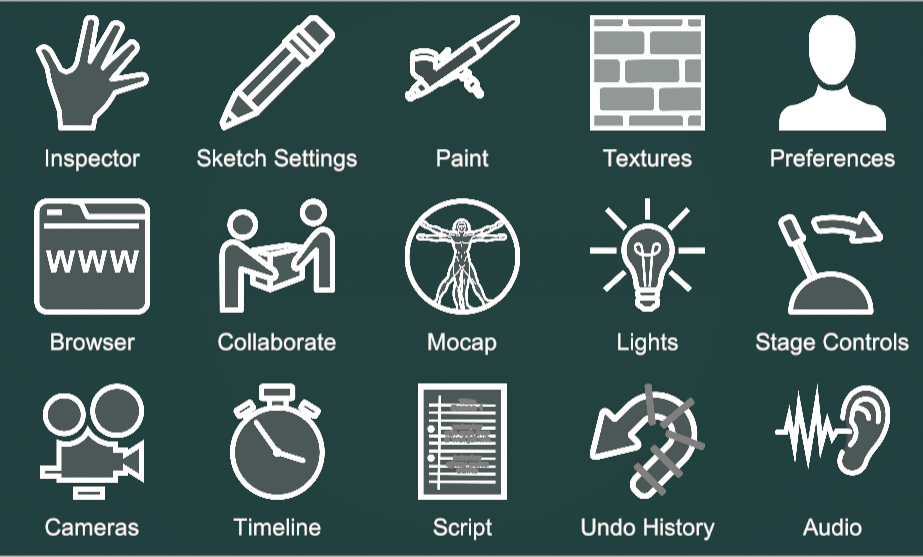 Inspector
Sketch Settings
Paint
Textures
Preferences
WWW
Browser
Collaborate
Mocap
Lights
Stage Controls
Cameras
Timeline
Script
Undo History
Audio